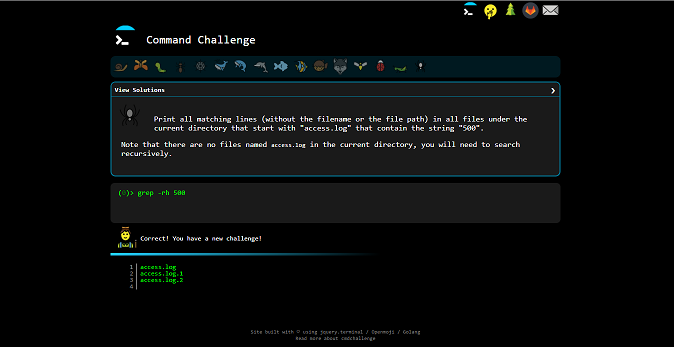 Command Challenge
View Solutions
Print all matching lines (without the filename or the file path) in all files under the
current directory that start with "access.log" that contain the string "500".
Note that there are no files named access.log in the current directory, you will need to search
recursively.
(0)> grep -rh 500
Correct! You have a new challenge!
1 access.log
2 access.log.1
3 access.log.2
4
Site built with ♡ using jquery.terminal / Openmoji / Golang
Read more about cmdchallenge